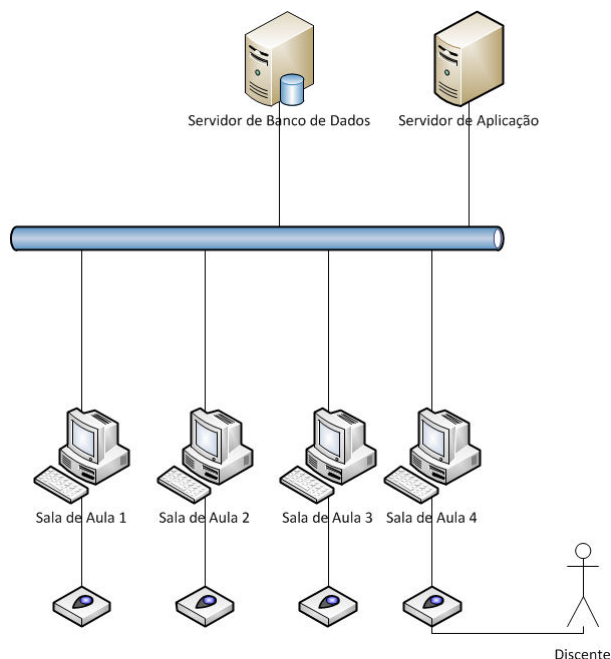 Servidor de Banco de Dados
Servidor de Aplicação
Sala de Aula 1
Sala de Aula 2
Sala de Aula 3
Sala de Aula 4
Discente